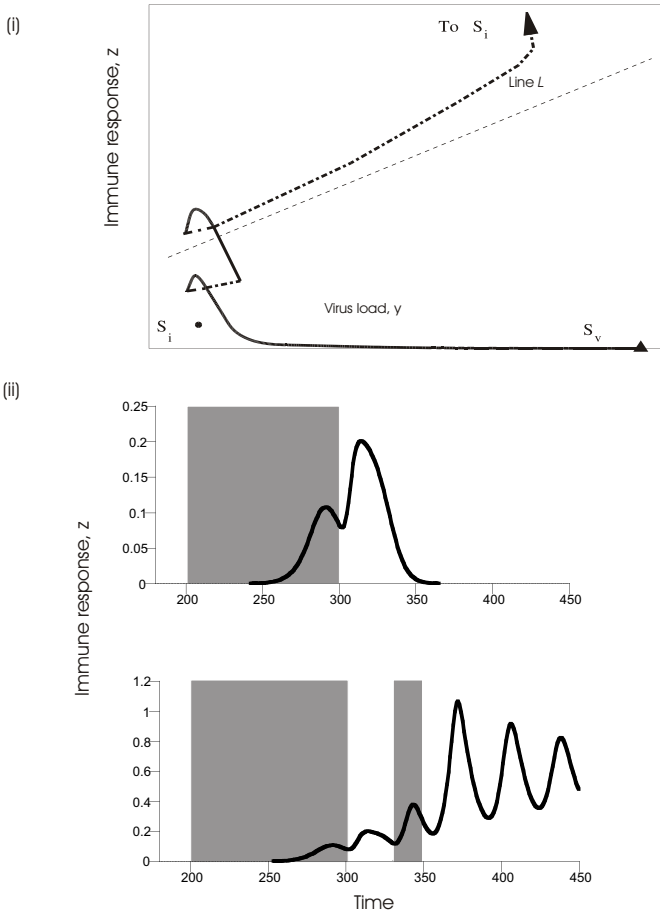 (i)
Immune response, z
To S_i
Line L
Virus load, y
S_i
S_v
(ii)
Immune response, z
0.25
0.2
0.15
0.1
0.05
0
200 250 300 350 400 450
1.2
1
0.8
0.6
0.4
0.2
0
200 250 300 350 400 450
Time